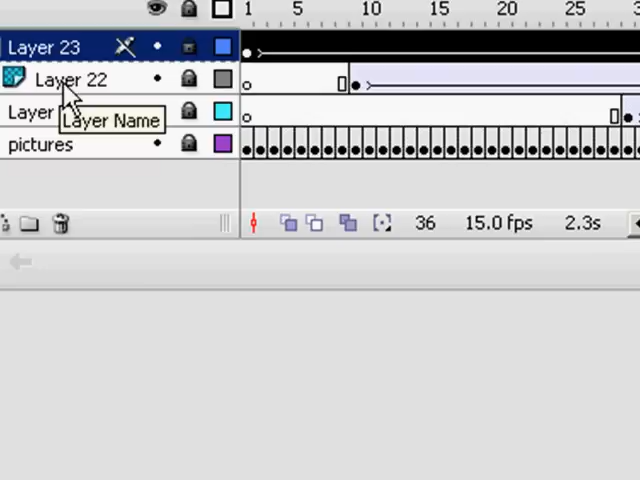 1 5 10 15 20 25 3
Layer 23
Layer 22
Layer
Layer Name
pictures
36 15.0 fps 2.3s